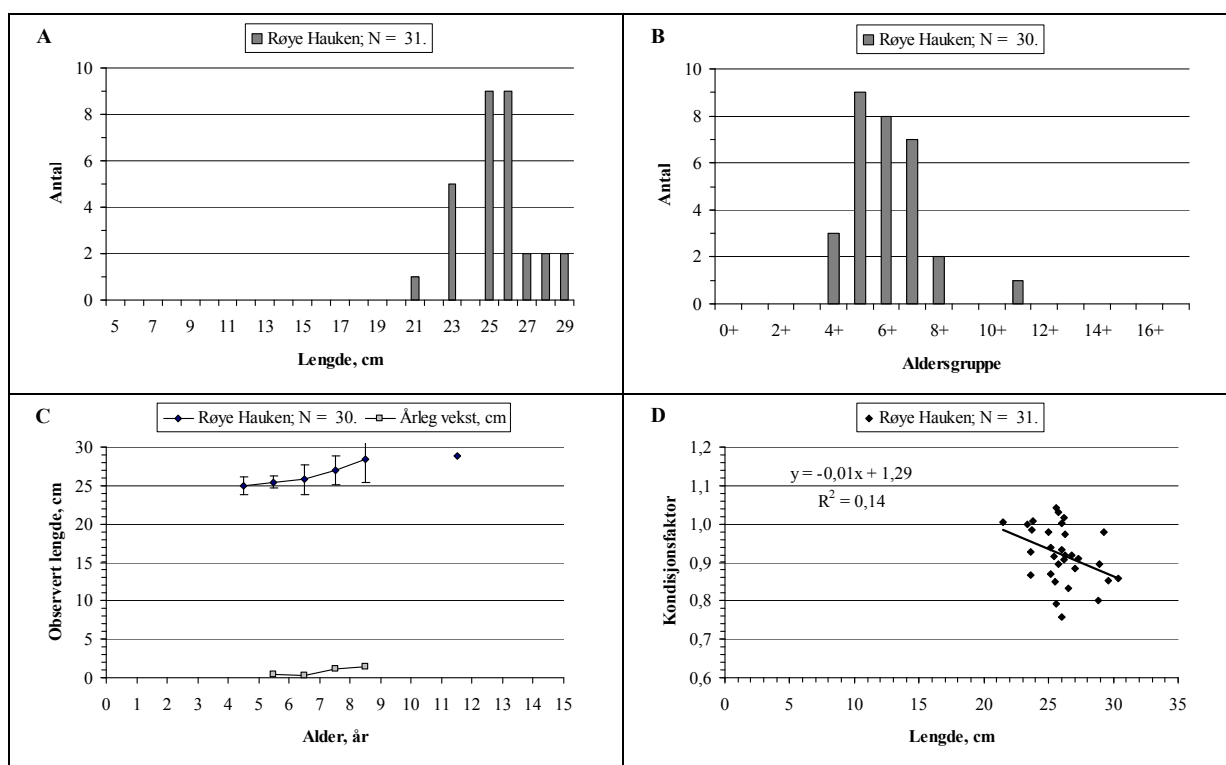 A
Røye Hauken; N = 31.
Antal
10
8
6
4
2
0
5 7 9 11 13 15 17 19 21 23 25 27 29
Lengde, cm
B
Røye Hauken; N = 30.
Antal
10
8
6
4
2
0
0+ 2+ 4+ 6+ 8+ 10+ 12+ 14+ 16+
Aldersgruppe
C
Røye Hauken; N = 30. Årleg vekst, cm
Observert lengde, cm
30
25
20
15
10
5
0
0 1 2 3 4 5 6 7 8 9 10 11 12 13 14 15
Alder, år
D
Røye Hauken; N = 31.
y = -0,01x + 1,29
R² = 0,14
Kondisjonsfaktor
1,2
1,1
1,0
0,9
0,8
0,7
0,6
0 5 10 15 20 25 30 35
Lengde, cm